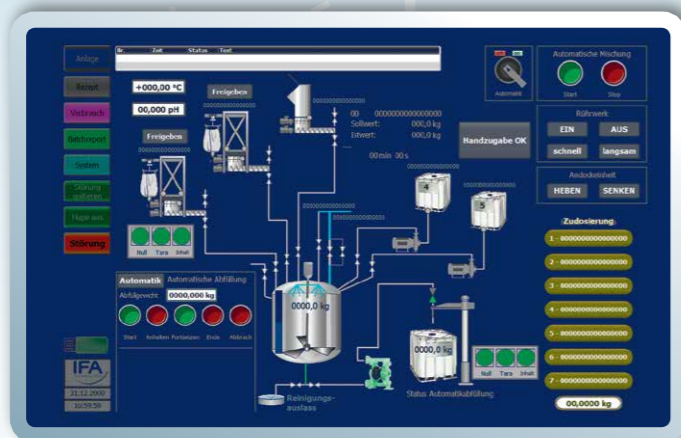 Nr. Zeit Status Text
Anlage
Rezept
Verbrauch
System
Störung
Störung
+000,00 °C
00,000 pH
Freigeben
Freigeben
00 0000000000000000
Sollwert: 000,0 kg
Istwert: 000,0 kg
00min 00s
Automatik
Automatische Mischung
Start Stop
Handzugabe OK
Rührwerk
EIN AUS
schnell langsam
Andockeinheit
HEBEN SENKEN
4
5
Zudosierung
1 - 0000000000000000
2 - 0000000000000000
3 - 0000000000000000
4 - 0000000000000000
5 - 0000000000000000
6 - 0000000000000000
7 - 0000000000000000
00,0000 kg
Null Tara Inhalt
Automatik Automatische Abfüllung
Abfüllgewicht 0000,000 kg
Start Anhalten Fortsetzen Ende Abbruch
0000,0 kg
0000,0 kg
Null Tara Inhalt
Reinigungs-
auslass
Status Automatikabfüllung
IFA
31.12.2000
10:59:59